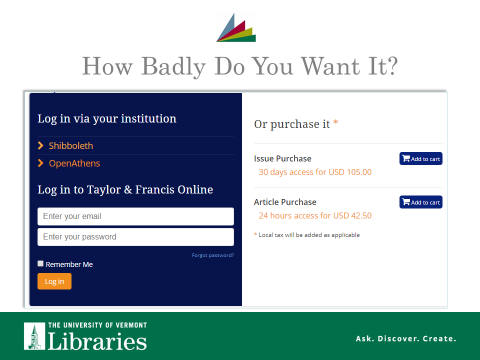 How Badly Do You Want It?
Log in via your institution
Shibboleth
OpenAthens
Log in to Taylor & Francis Online
Enter your email
Enter your password
Forgot password?
Remember Me
Log in
Or purchase it *
Issue Purchase
Add to cart
30 days access for USD 105.00
Article Purchase
Add to cart
24 hours access for USD 42.50
* Local tax will be added as applicable
THE UNIVERSITY OF VERMONT
Libraries
Ask. Discover. Create.